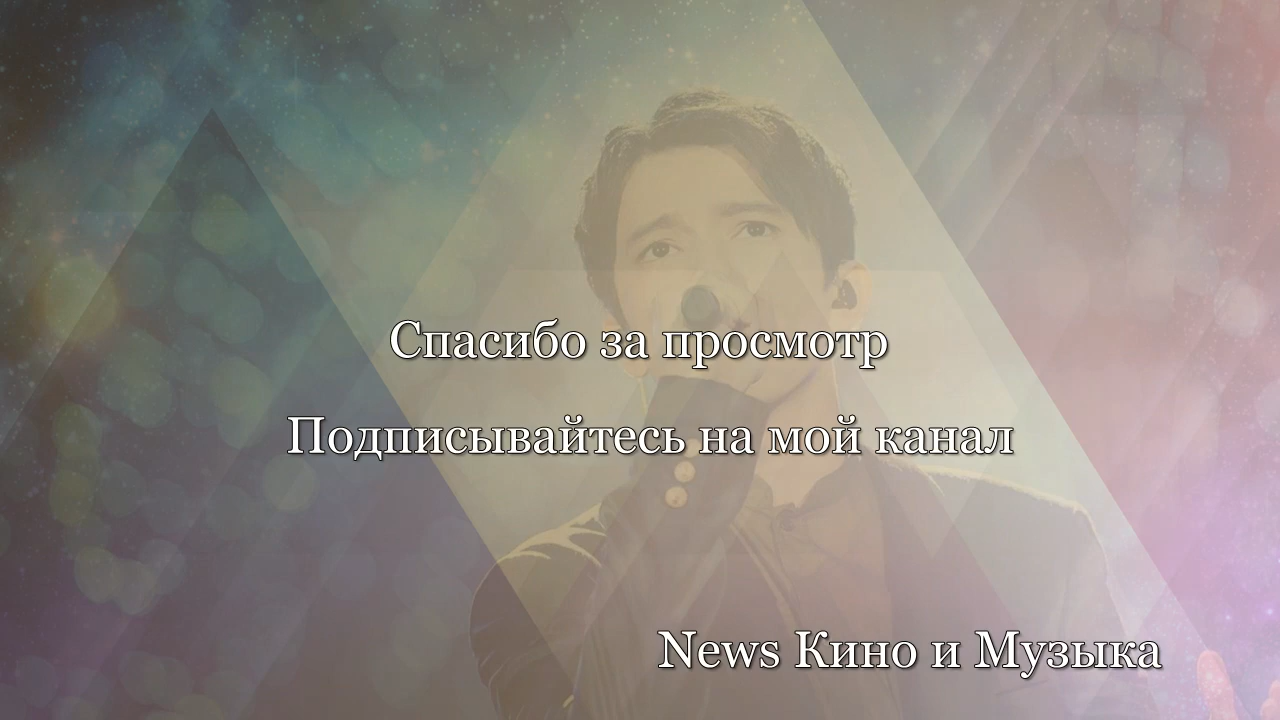 Спасибо за просмотр
Подписывайтесь на мой канал
News Кино и Музыка